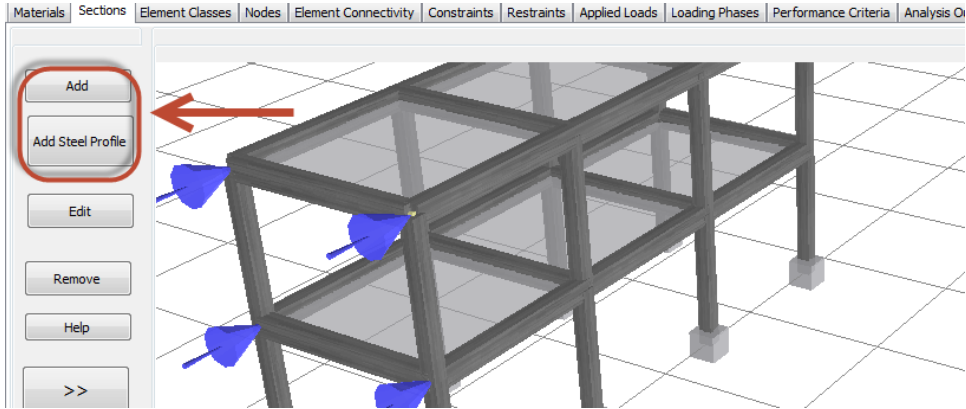 Materials Sections Element Classes Nodes Element Connectivity Constraints Restraints Applied Loads Loading Phases Performance Criteria Analysis
Add
Add Steel Profile
Edit
Remove
Help
>>